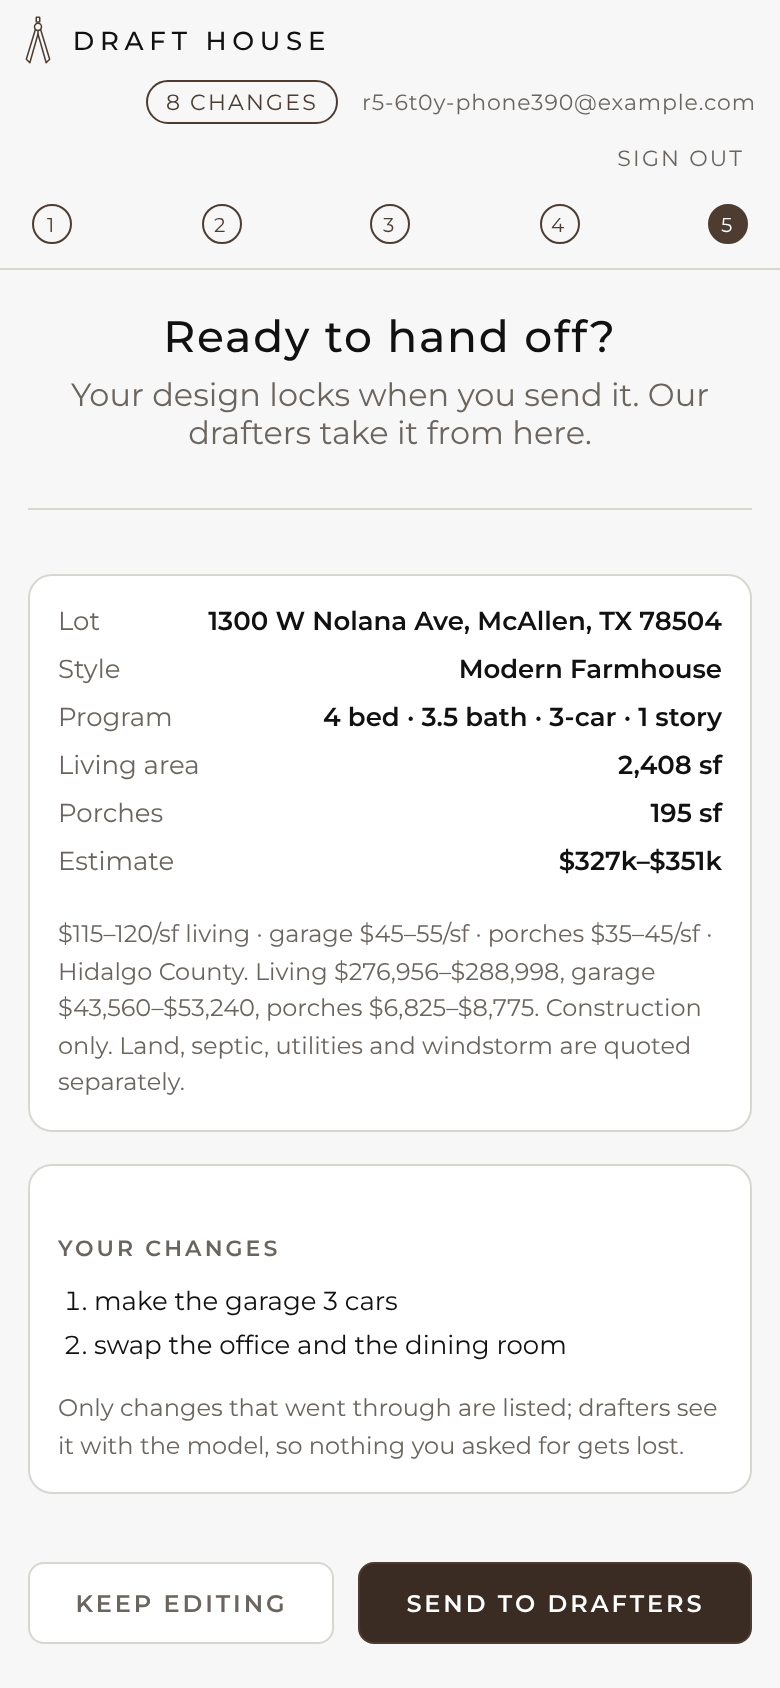 DRAFT HOUSE
8 CHANGES r5-6t0y-phone390@example.com
SIGN OUT
1 2 3 4 5
Ready to hand off?
Your design locks when you send it. Our
drafters take it from here.
Lot 1300 W Nolana Ave, McAllen, TX 78504
Style Modern Farmhouse
Program 4 bed · 3.5 bath · 3-car · 1 story
Living area 2,408 sf
Porches 195 sf
Estimate $327k–$351k
$115–120/sf living · garage $45–55/sf · porches $35–45/sf ·
Hidalgo County. Living $276,956–$288,998, garage
$43,560–$53,240, porches $6,825–$8,775. Construction
only. Land, septic, utilities and windstorm are quoted
separately.
YOUR CHANGES
1. make the garage 3 cars
2. swap the office and the dining room
Only changes that went through are listed; drafters see
it with the model, so nothing you asked for gets lost.
KEEP EDITING SEND TO DRAFTERS